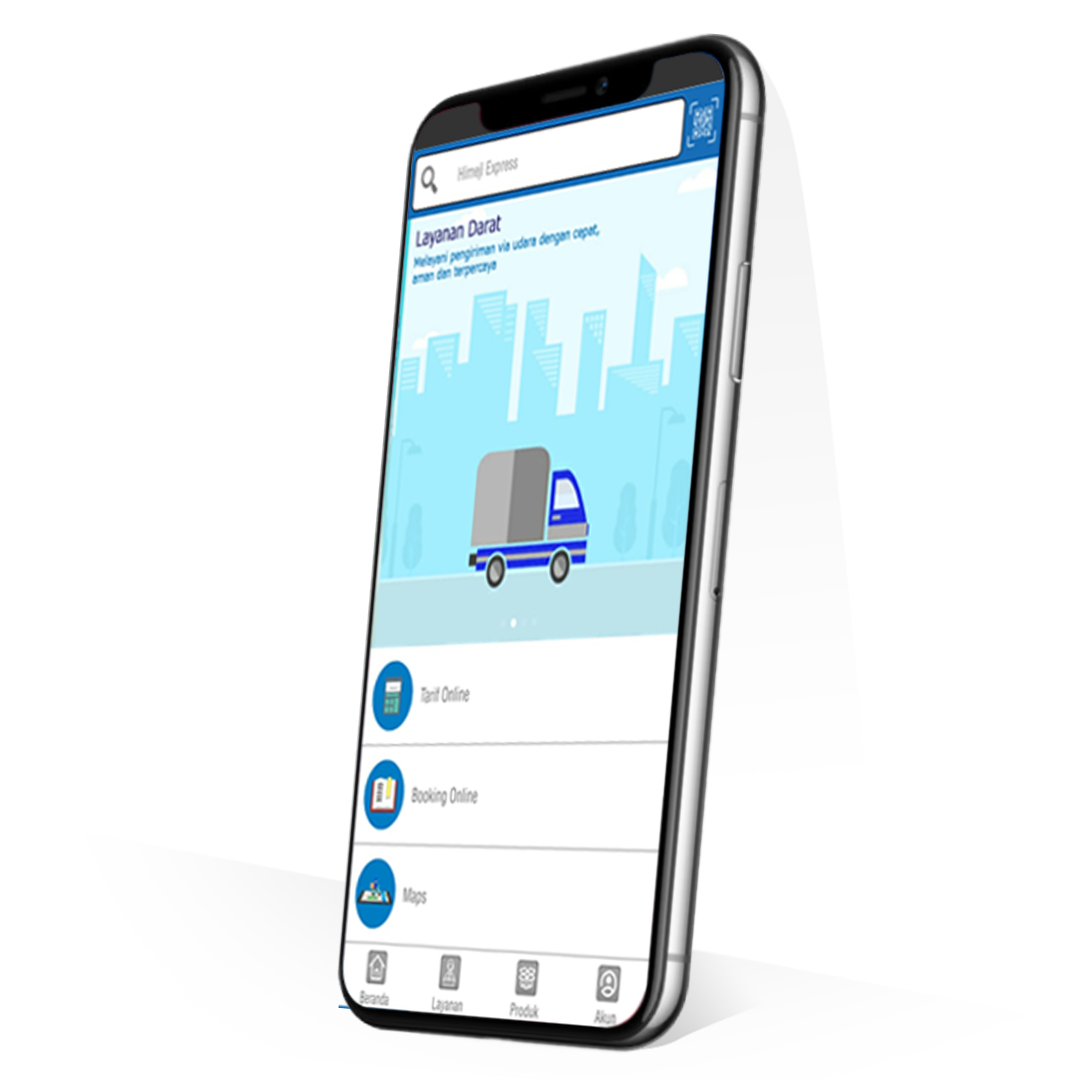 Himeji Express
Layanan Darat
Melayani pengiriman via udara dengan cepat,
aman dan terpercaya
Tarif Online
Booking Online
Maps
Beranda
Layanan
Produk
Akun